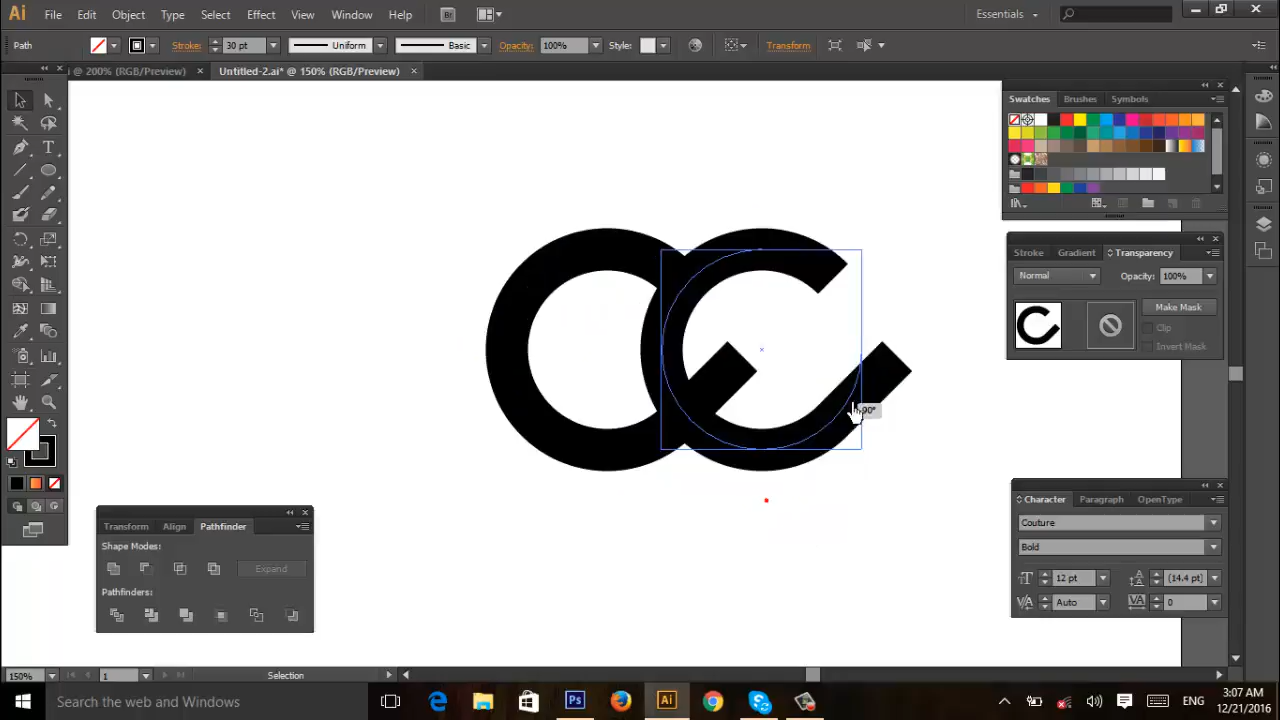 Ai File Edit Object Type Select Effect View Window Help Br Essentials
Path Stroke: 30 pt Uniform Basic Opacity: 100% Style: Transform
@ 200% (RGB/Preview) × Untitled-2.ai* @ 150% (RGB/Preview) ×
Swatches Brushes Symbols
Stroke Gradient Transparency
Normal Opacity: 100%
Make Mask
Clip
Invert Mask
90°
Character Paragraph OpenType
Couture
Bold
12 pt (14.4 pt)
Auto 0
Transform Align Pathfinder
Shape Modes:
Expand
Pathfinders:
150% 1 Selection
Search the web and Windows
Ps Ai
ENG
3:07 AM
12/21/2016